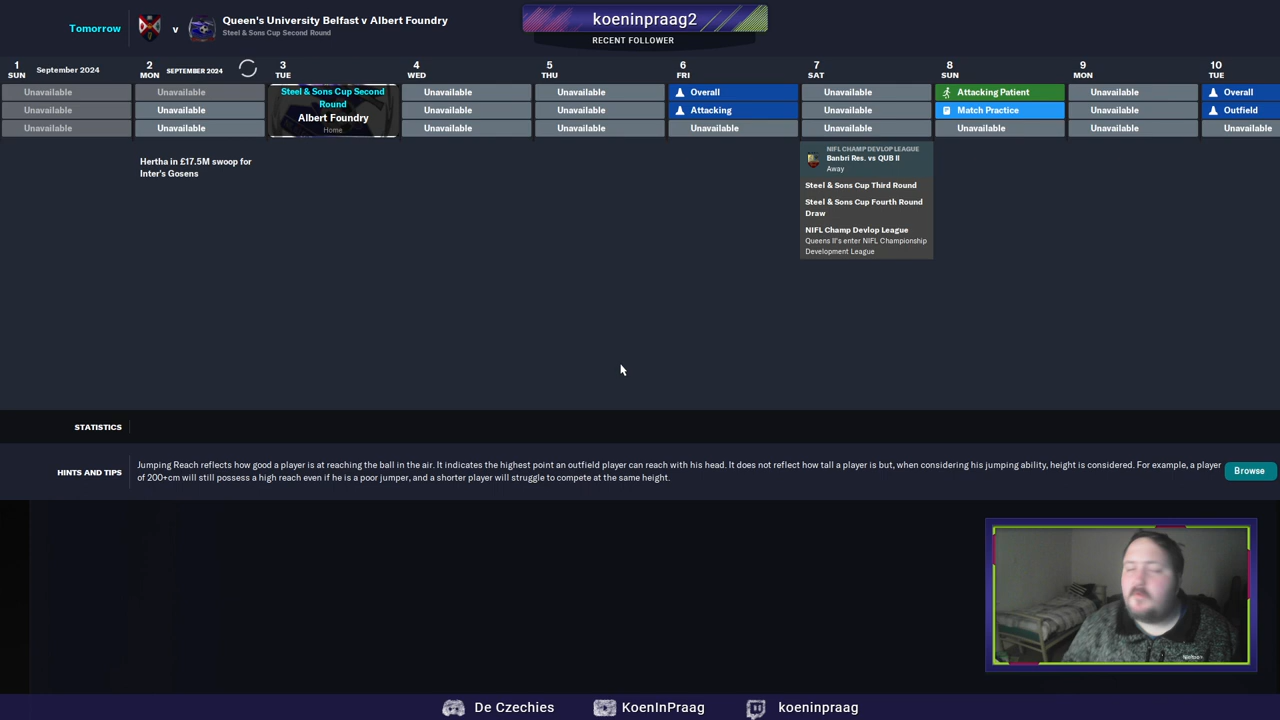 Tomorrow
v
Queen's University Belfast v Albert Foundry
Steel & Sons Cup Second Round
koeninpraag2
RECENT FOLLOWER
1
SUN
September 2024
2
MON
SEPTEMBER 2024
3
TUE
4
WED
5
THU
6
FRI
7
SAT
8
SUN
9
MON
10
TUE
Unavailable
Unavailable
Steel & Sons Cup Second
Round
Unavailable
Unavailable
Overall
Unavailable
Attacking Patient
Unavailable
Overall
Unavailable
Unavailable
Albert Foundry
Unavailable
Unavailable
Attacking
Unavailable
Match Practice
Unavailable
Outfield
Unavailable
Unavailable
Home
Unavailable
Unavailable
Unavailable
Unavailable
Unavailable
Unavailable
Unavailable
Hertha in £17.5M swoop for
Inter's Gosens
NIFL CHAMP DEVLOP LEAGUE
Banbri Res. vs QUB II
Away
Steel & Sons Cup Third Round
Steel & Sons Cup Fourth Round
Draw
NIFL Champ Devlop League
Queens II's enter NIFL Championship
Development League
STATISTICS
HINTS AND TIPS
Jumping Reach reflects how good a player is at reaching the ball in the air. It indicates the highest point an outfield player can reach with his head. It does not reflect how tall a player is but, when considering his jumping ability, height is considered. For example, a player
of 200+cm will still possess a high reach even if he is a poor jumper, and a shorter player will struggle to compete at the same height.
Browse
De Czechies
KoenInPraag
koeninpraag